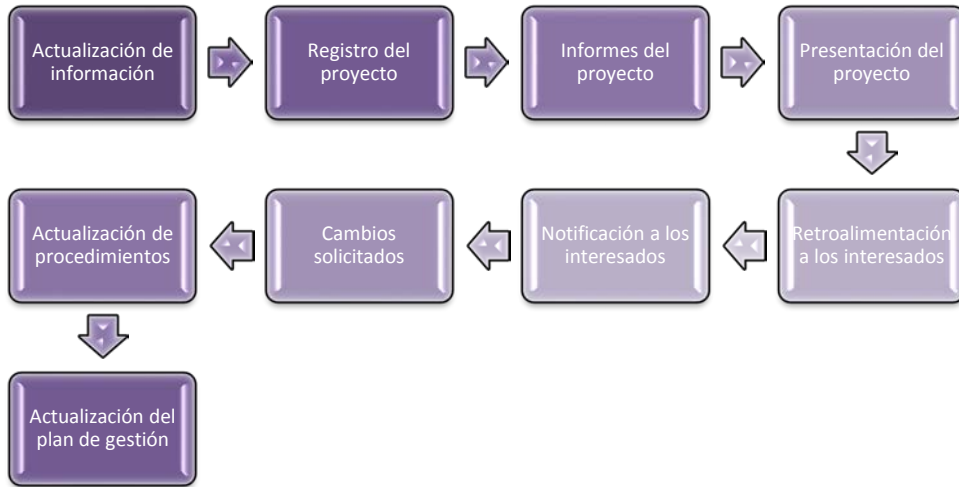 Actualización de
información
Registro del
proyecto
Informes del
proyecto
Presentación del
proyecto
Retroalimentación
a los interesados
Notificación a los
interesados
Cambios
solicitados
Actualización de
procedimientos
Actualización del
plan de gestión